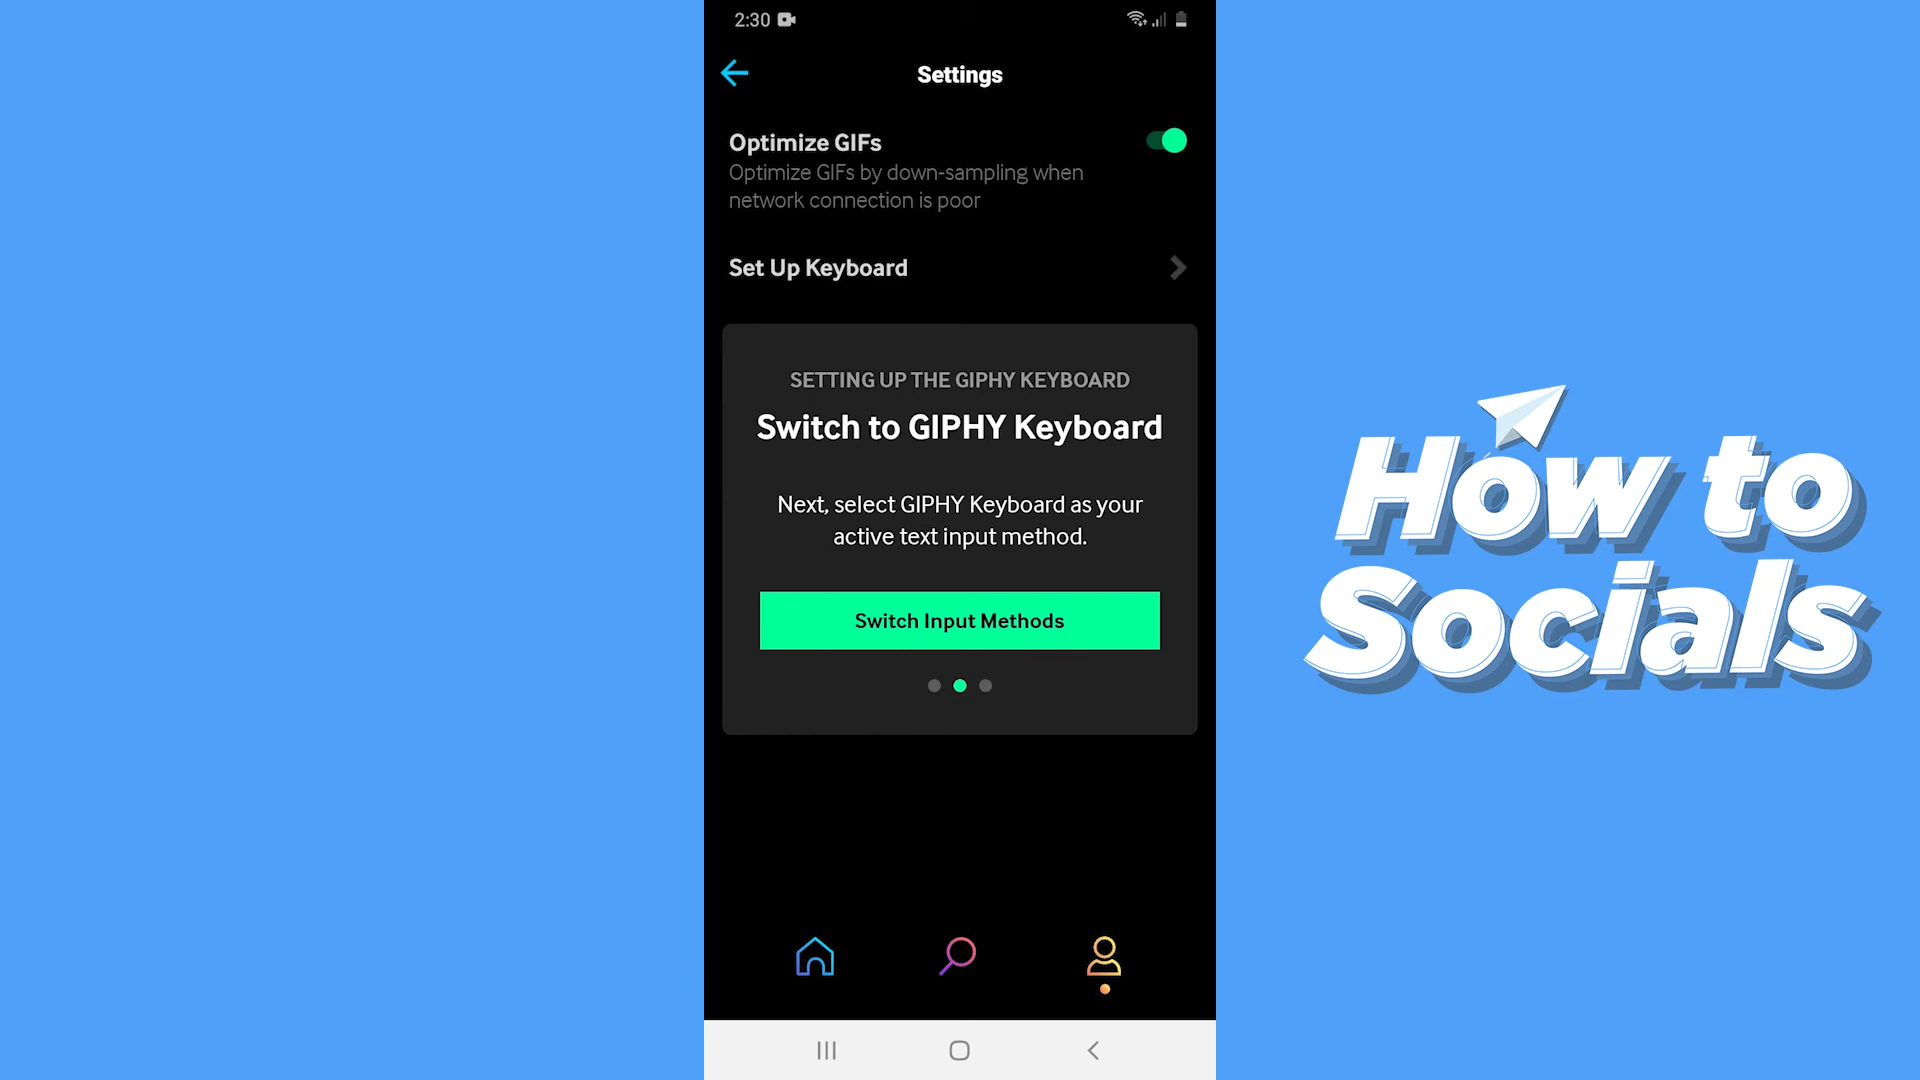 2:30
Settings
Optimize GIFs
Optimize GIFs by down-sampling when
network connection is poor
Set Up Keyboard
SETTING UP THE GIPHY KEYBOARD
Switch to GIPHY Keyboard
Next, select GIPHY Keyboard as your
active text input method.
Switch Input Methods
How to
Socials